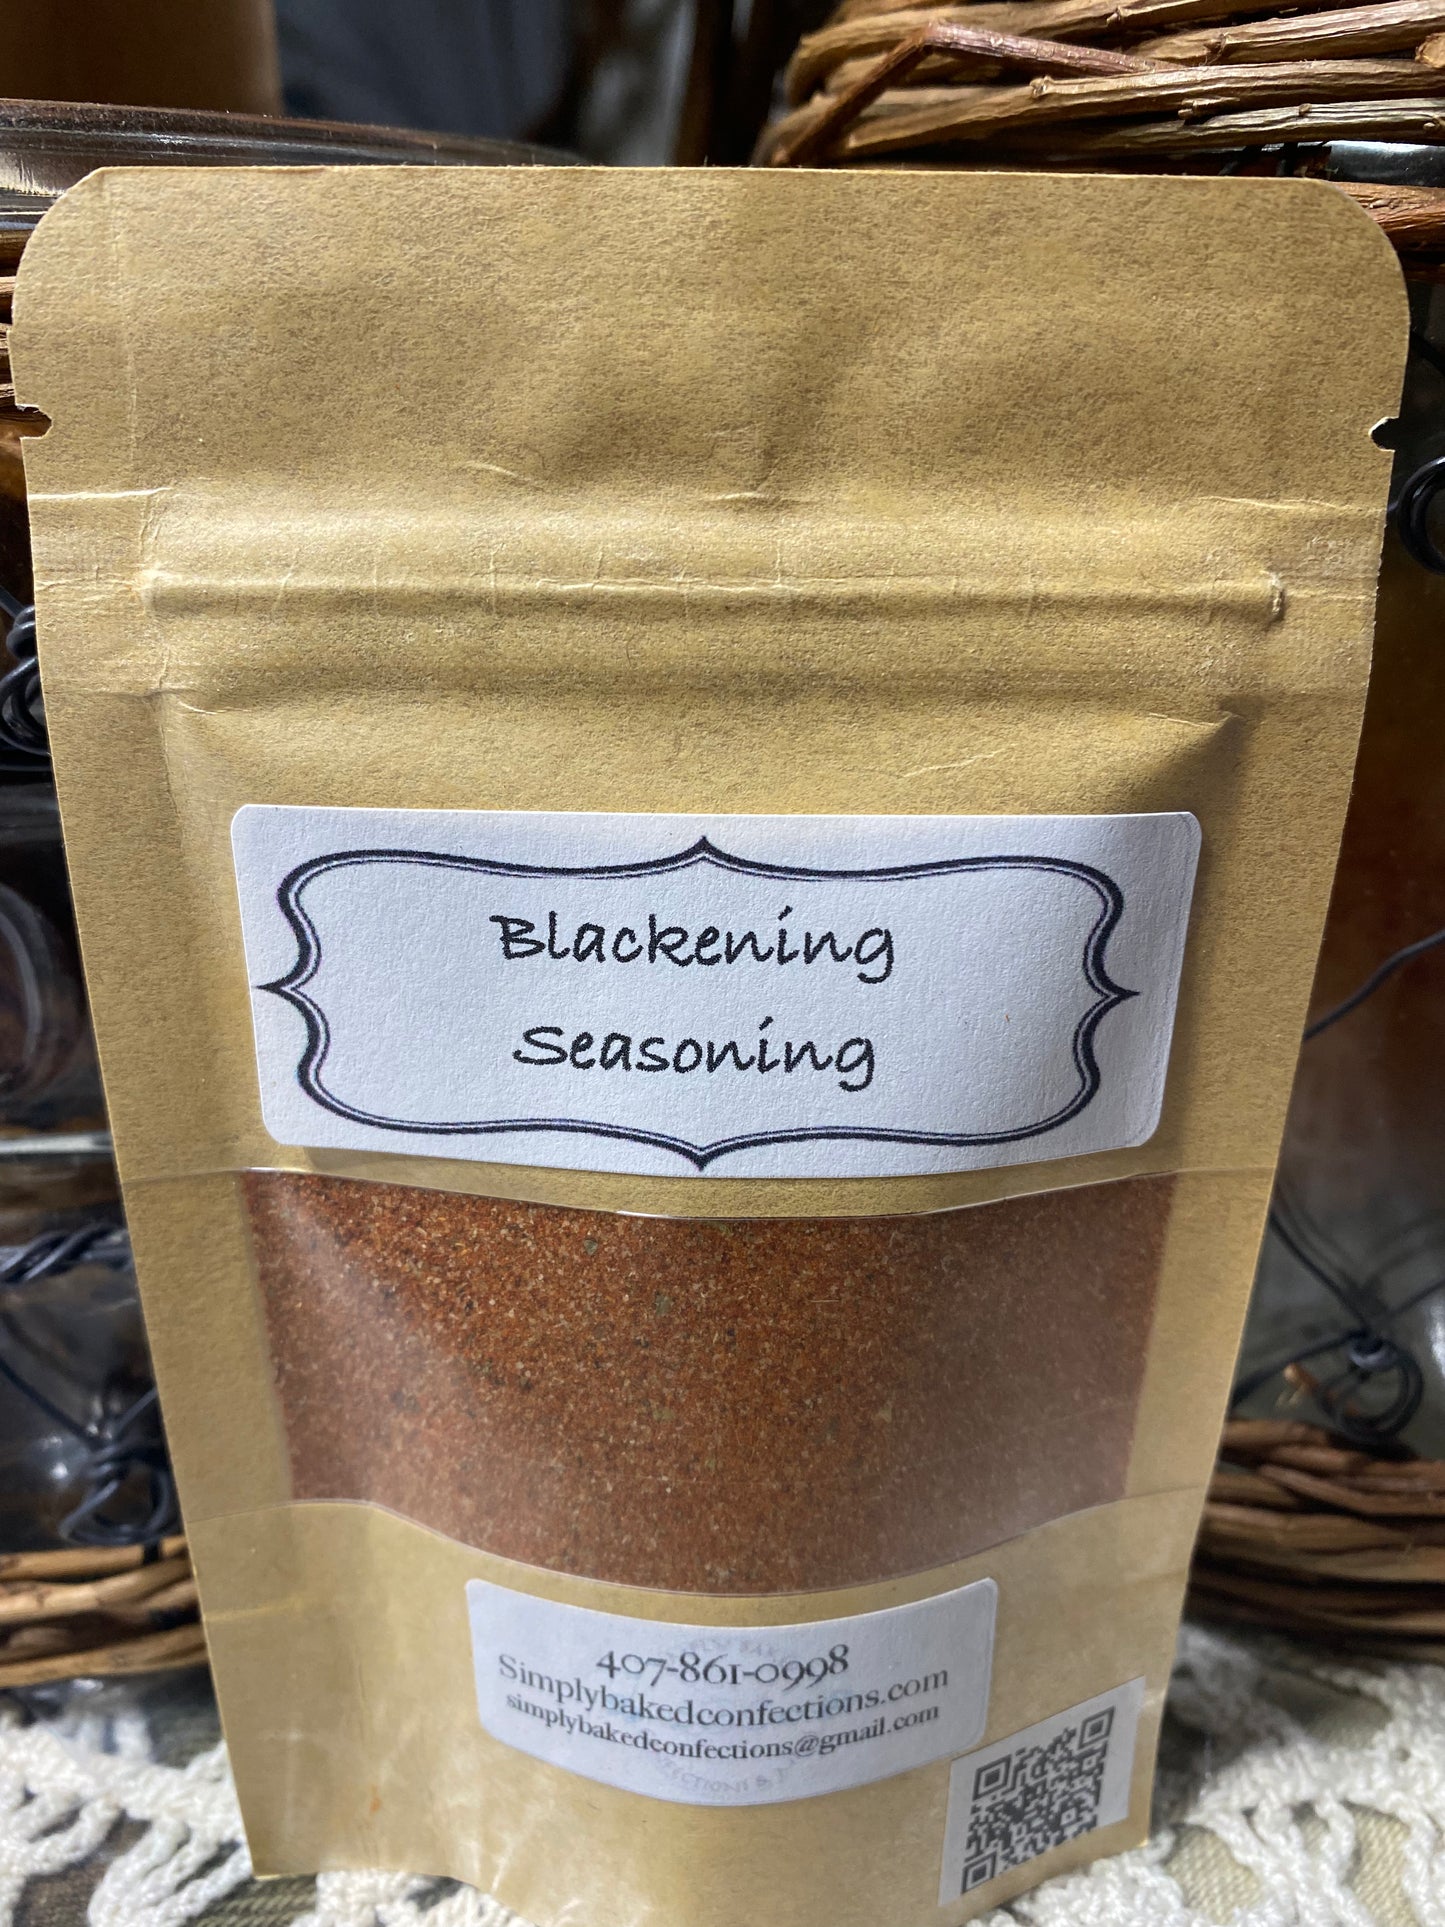 Blackening
Seasoning
407-861-0998
Simplybakedconfections.com
simplybakedconfections@gmail.com